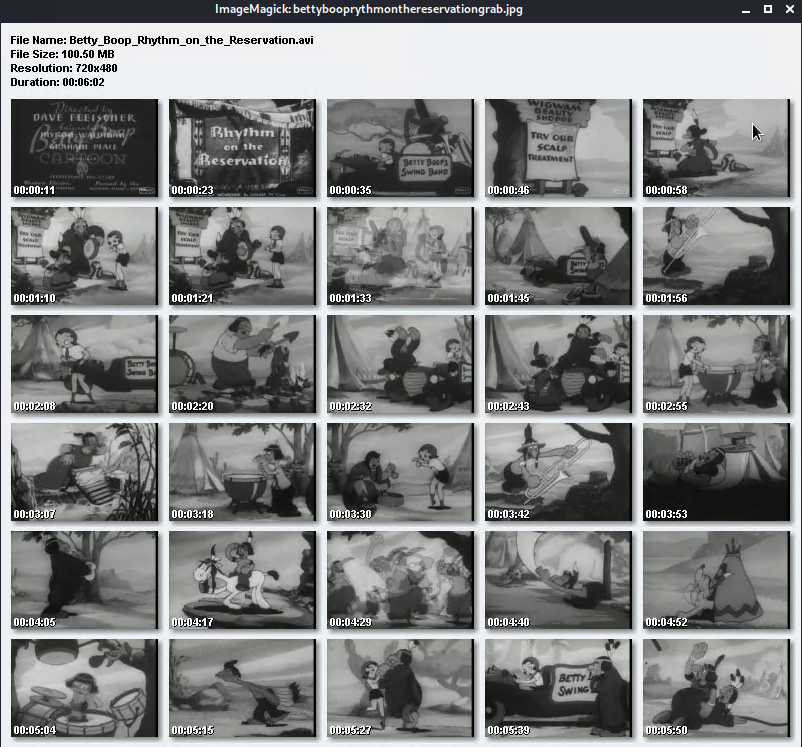 ImageMagick: bettybooprythmonthereservationgrab.jpg
File Name: Betty_Boop_Rhythm_on_the_Reservation.avi
File Size: 100.50 MB
Resolution: 720x480
Duration: 00:06:02
Directed by
DAVE FLEISCHER
CARTOON
00:00:11
Rhythm
on the
Reservation
00:00:23
BETTY BOOP'S
SWING BAND
00:00:35
WIGWAM
BEAUTY
SHOPPE
TRY OUR
SCALP
TREATMENT
00:00:46
TRY OUR
SCALP
00:00:58
00:01:10
00:01:21
00:01:33
BETTY
SWING
00:01:45
00:01:56
BETTY BOO
SWING BA
00:02:08
00:02:20
00:02:32
00:02:43
00:02:55
00:03:07
00:03:18
00:03:30
00:03:42
00:03:53
00:04:05
00:04:17
00:04:29
00:04:40
00:04:52
00:05:04
00:05:15
00:05:27
BETTY
SWING
00:05:39
00:05:50